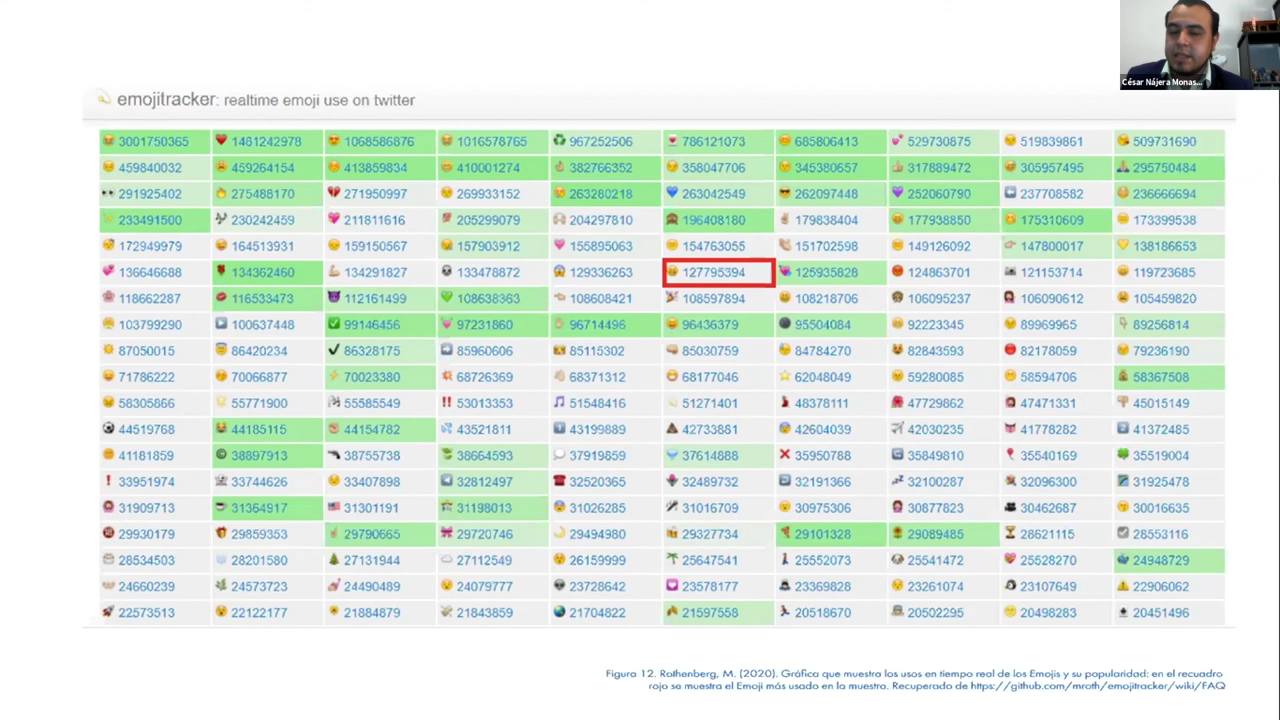 César Nájera Monas...
emojitracker: realtime emoji use on twitter
3001750365 1481242978 1068586876 1016578765 967252506 786121073 685806413 529730875 519839861 509731690
459840032 459264154 413859834 410001274 382766352 358047706 345380657 317889472 305957495 295750484
291925402 275488170 271950997 269933152 263280218 263042549 262097448 252060790 237708582 236666694
233491500 230242459 211811616 205299079 204297810 196408180 179838404 177938850 175310609 173399538
172949979 164513931 159150567 157903912 155895063 154763055 151702598 149126092 147800017 138186653
136646688 134362460 134291827 133478872 129336263 127795394 125935828 124863701 121153714 119723685
118662287 116533473 112161499 108638363 108608421 108597894 108218706 106095237 106090612 105459820
103799290 100637448 99146456 97231860 96714496 96436379 95504084 92223345 89969965 89256814
87050015 86420234 86328175 85960606 85115302 85030759 84784270 82843593 82178059 79236190
71786222 70066877 70023380 68726369 68371312 68177046 62048049 59280085 58594706 58367508
58305866 55771900 55585549 53013353 51548416 51271401 48378111 47729862 47471331 45015149
44519768 44185115 44154782 43521811 43199889 42733861 42604039 42030235 41778282 41372485
41181859 38897913 38755738 38664593 37919859 37614888 35950788 35849810 35540169 35519004
33951974 33744626 33407898 32812497 32520365 32489732 32191366 32100287 32096300 31925478
31909713 31364917 31301191 31198013 31026285 31016709 30975306 30877823 30462687 30016635
29930179 29859353 29790665 29720746 29494980 29327734 29101328 29089485 28621115 28553116
28534503 28201580 27131944 27112549 26159999 25647541 25552073 25541472 25528270 24948729
24660239 24573723 24490489 24079777 23728642 23578177 23369828 23261074 23107649 22906062
22573513 22122177 21884879 21843859 21704822 21597558 20518670 20502295 20498283 20451496
Figura 12. Rothenberg, M. (2020). Gráfica que muestra los usos en tiempo real de los Emojis y su popularidad: en el recuadro
rojo se muestra el Emoji más usado en la muestra. Recuperado de https://github.com/mroth/emojitracker/wiki/FAQ